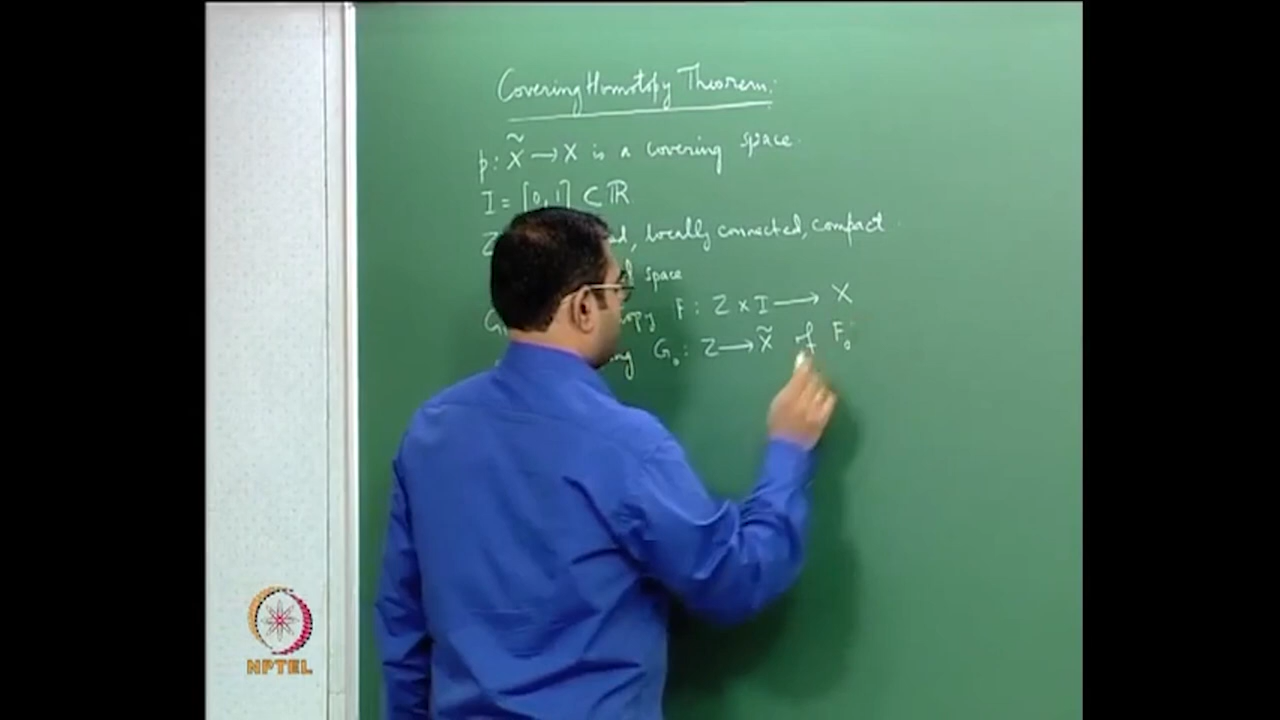 Covering Homotopy Theorem:
p: X̃ → X is a covering space.
I = [0,1] ⊂ ℝ
Z , locally connected, compact
space
F: Z × I → X
G₀: Z → X̃ of F₀
NPTEL